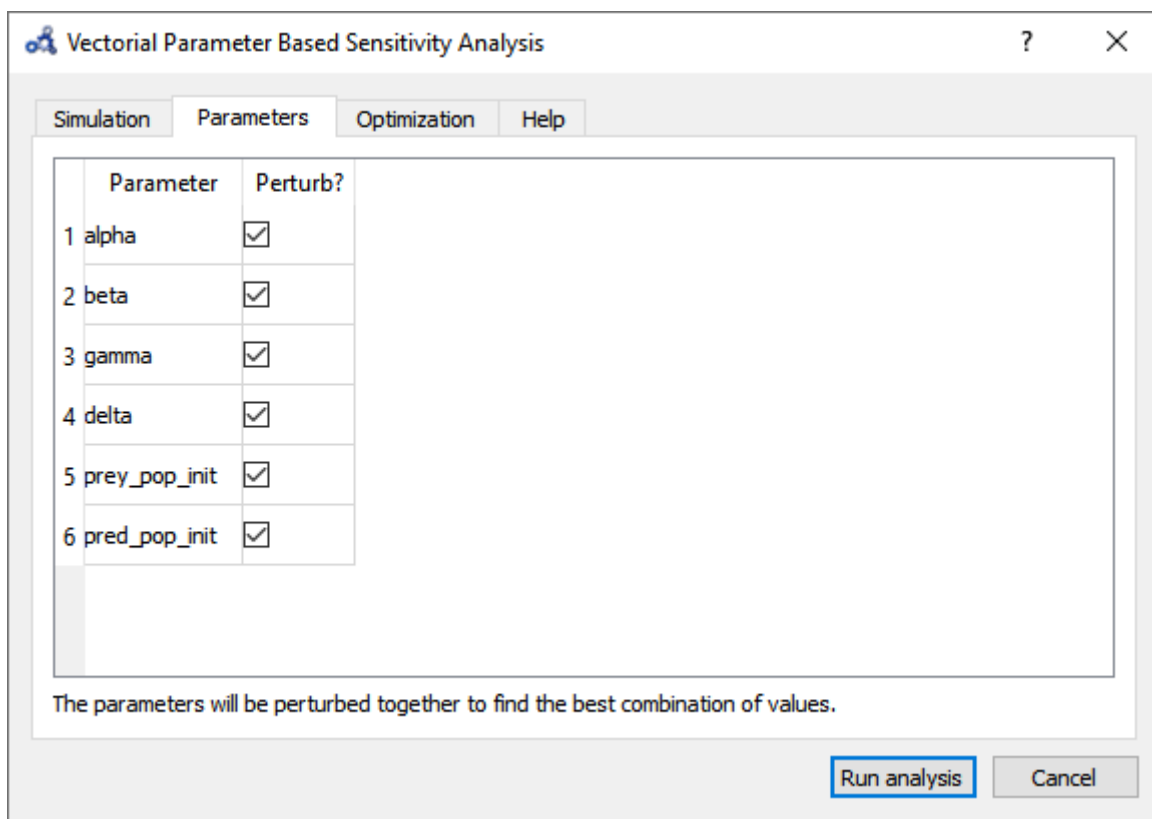 Vectorial Parameter Based Sensitivity Analysis ?
Simulation Parameters Optimization Help
Parameter Perturb?
1 alpha
2 beta
3 gamma
4 delta
5 prey_pop_init
6 pred_pop_init
The parameters will be perturbed together to find the best combination of values.
Run analysis Cancel